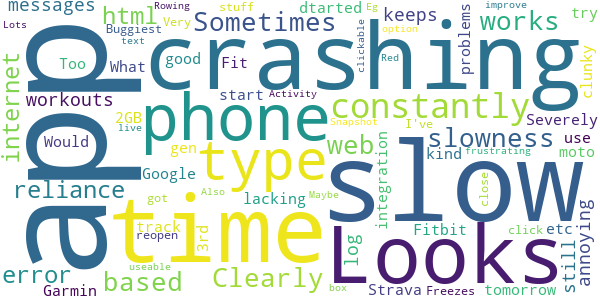 messages
html
Sometimes
dtarted
Eg
keeps
problems
works
improve
try
Rowing
stuff
Lots
Very
Buggiest
text
Too
What
good
Fit
crashing
clickable
Red
option
clunky
app
internet
workouts
Would
2GB
live
Google
start
Activity
phone
constantly
Severely
use
moto
gen
type
Snapshot
I've
web
kind
slowness
frustrating
annoying
reliance
Also
lacking
Maybe
integration
close
slow
time
got
track
reopen
3rd
log
Fitbit
click
etc
still
error
useable
based
Clearly
box
Looks
Garmin
Strava
Freezes
tomorrow